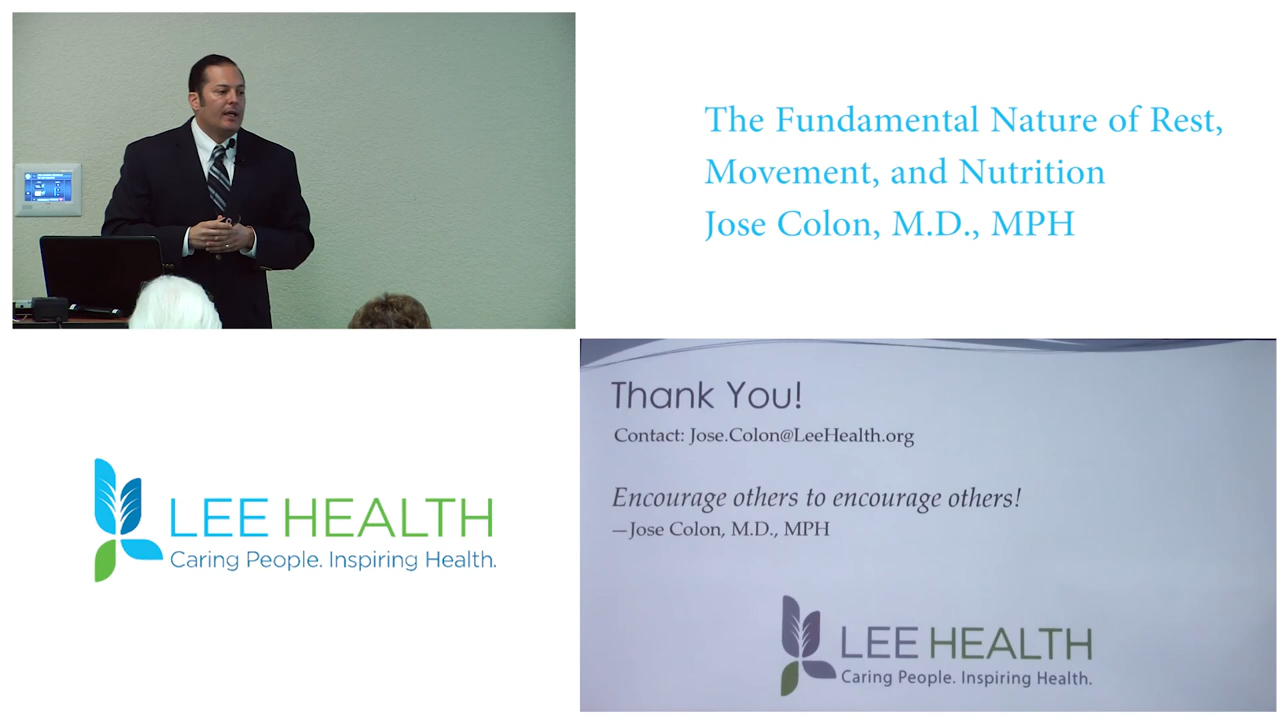 The Fundamental Nature of Rest,
Movement, and Nutrition
Jose Colon, M.D., MPH
LEE HEALTH
Caring People. Inspiring Health.
Thank You!
Contact: Jose.Colon@LeeHealth.org
Encourage others to encourage others!
—Jose Colon, M.D., MPH
LEE HEALTH
Caring People. Inspiring Health.